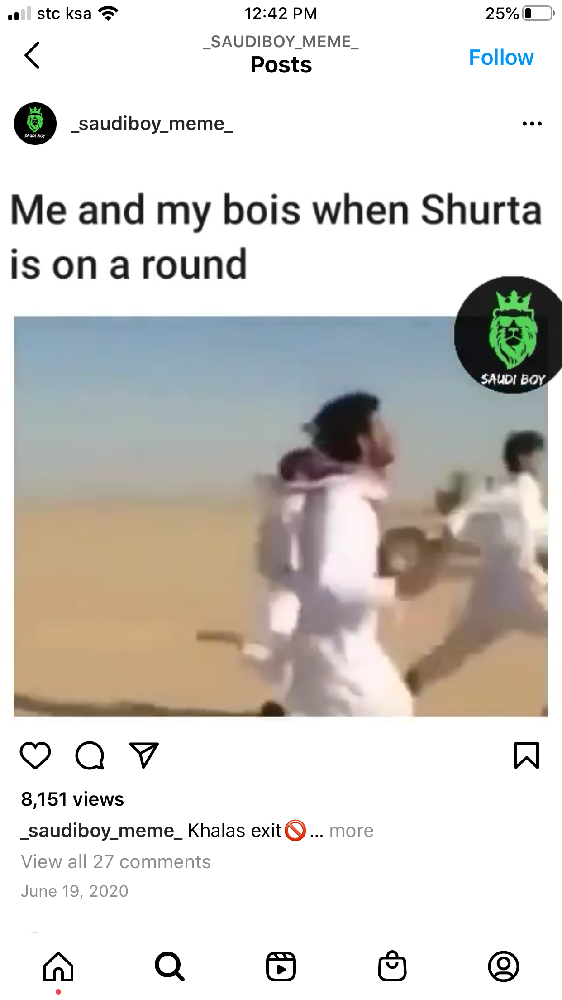 stc ksa 12:42 PM 25%
_SAUDIBOY_MEME_
Posts
Follow
SAUDI BOY
_saudiboy_meme_
Me and my bois when Shurta
is on a round
SAUDI BOY
8,151 views
_saudiboy_meme_ Khalas exit🚫... more
View all 27 comments
June 19, 2020